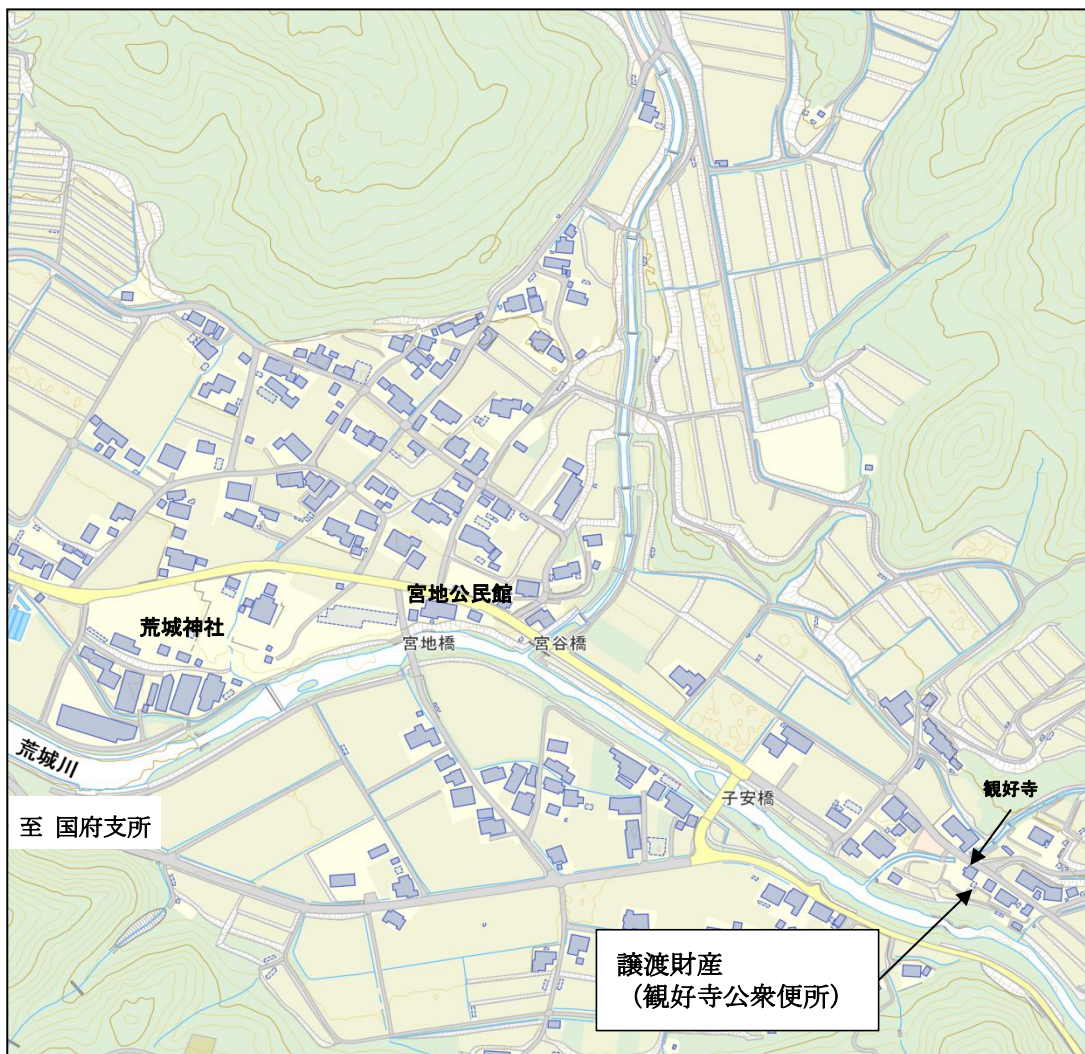 宮地公民館
荒城神社
宮地橋
宮谷橋
荒城川
観好寺
子安橋
至 国府支所
譲渡財産
（観好寺公衆便所）